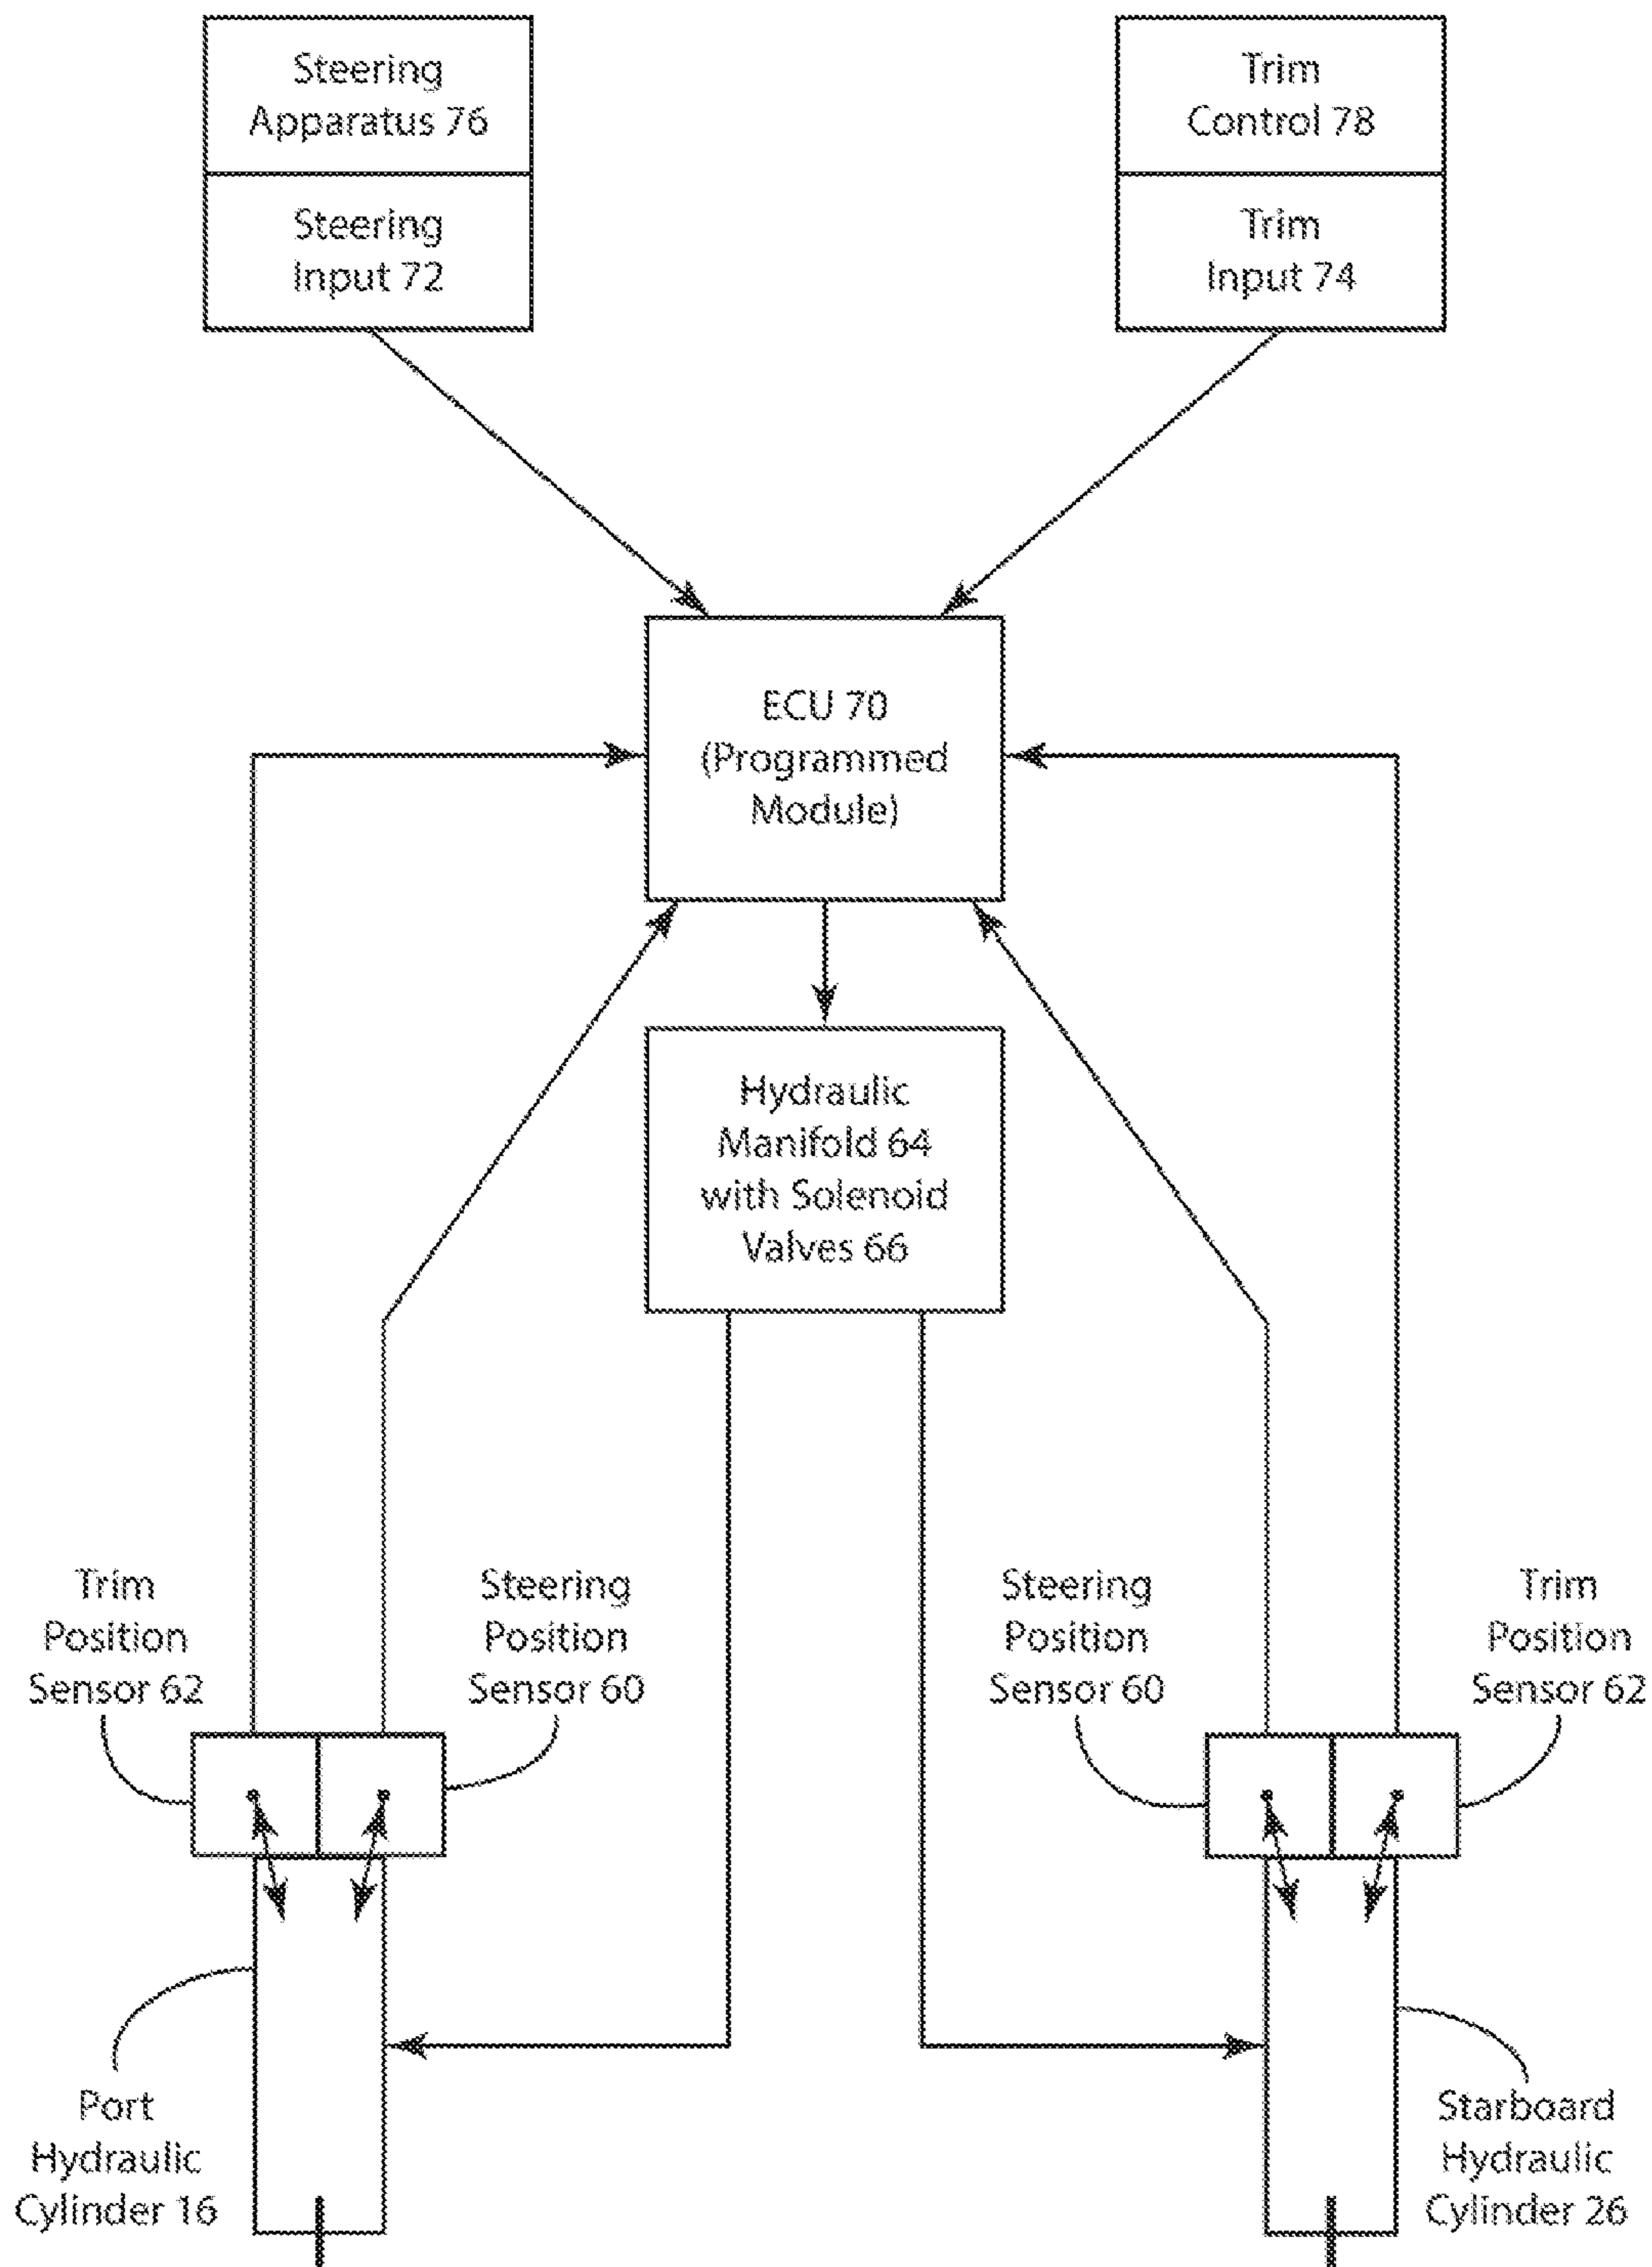 Steering
Apparatus 76
Steering
Input 72
Trim
Control 78
Trim
Input 74
ECU 70
(Programmed
Module)
Hydraulic
Manifold 64
with Solenoid
Valves 66
Trim
Position
Sensor 62
Steering
Position
Sensor 60
Steering
Position
Sensor 60
Trim
Position
Sensor 62
Port
Hydraulic
Cylinder 16
Starboard
Hydraulic
Cylinder 26